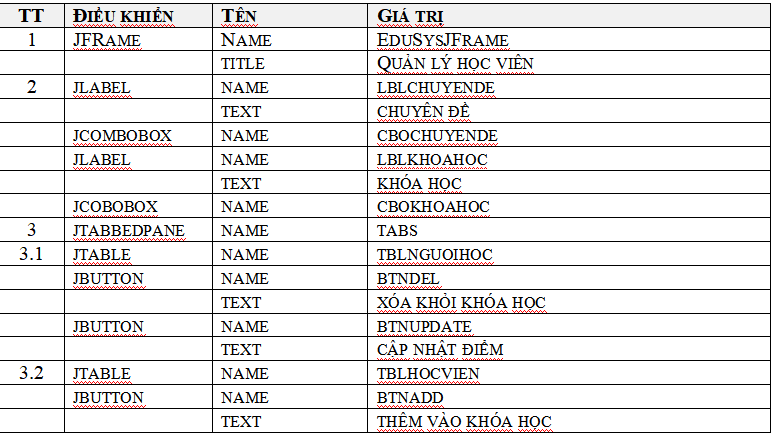 TT ĐIỀU KHIỂN TÊN GIÁ TRỊ
1 JFRAME NAME EDUSYSJFRAME
TITLE QUẢN LÝ HỌC VIÊN
2 JLABEL NAME LBLCHUYENDE
TEXT CHUYÊN ĐỀ
JCOMBOBOX NAME CBOCHUYENDE
JLABEL NAME LBLKHOAHOC
TEXT KHÓA HỌC
JCOBOBOX NAME CBOKHOAHOC
3 JTABBEDPANE NAME TABS
3.1 JTABLE NAME TBLNGUOIHOC
JBUTTON NAME BTNDEL
TEXT XÓA KHỎI KHÓA HỌC
JBUTTON NAME BTNUPDATE
TEXT CẬP NHẬT ĐIỂM
3.2 JTABLE NAME TBLHOCVIEN
JBUTTON NAME BTNADD
TEXT THÊM VÀO KHÓA HỌC